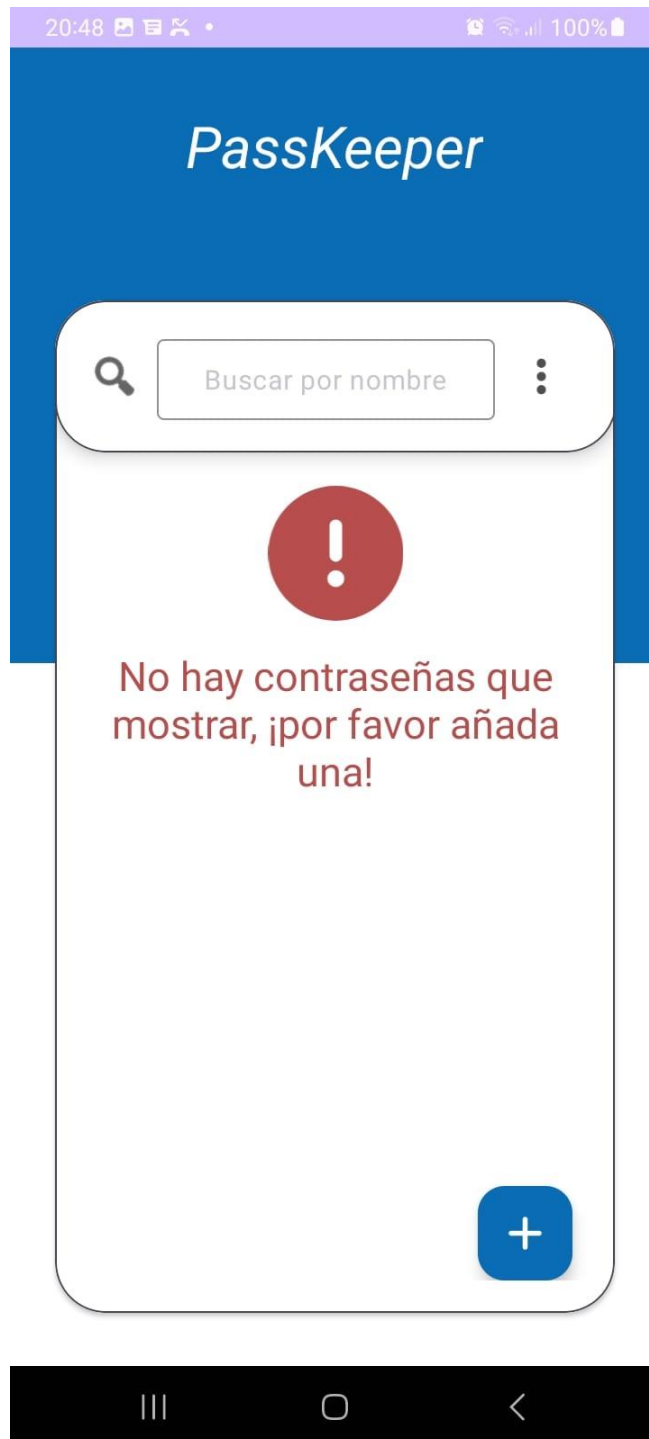 20:48
100%
PassKeeper
Buscar por nombre
No hay contraseñas que
mostrar, ¡por favor añada
una!